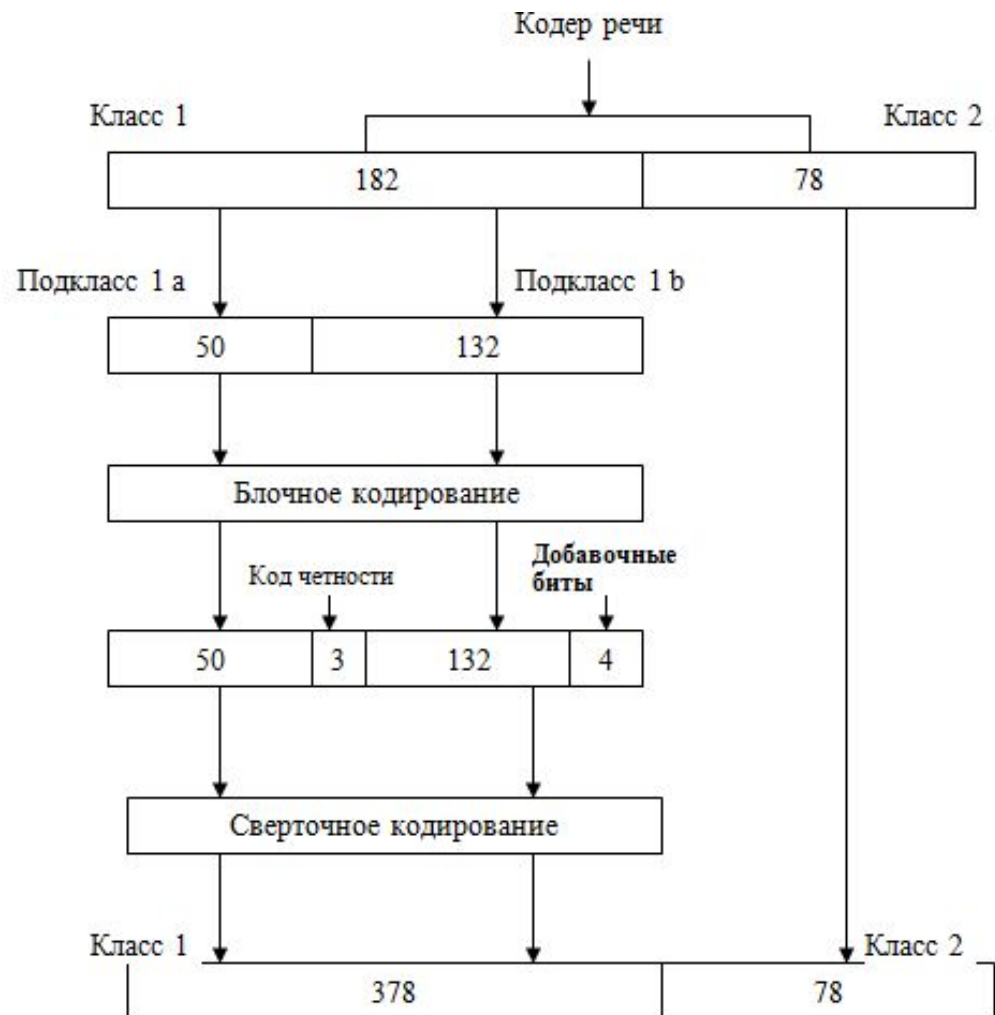 Кодер речи
Класс 1
Класс 2
182
78
Подкласс 1 a
Подкласс 1 b
50
132
Блочное кодирование
Код четности
Добавочные
биты
50
3
132
4
Сверточное кодирование
Класс 1
Класс 2
378
78